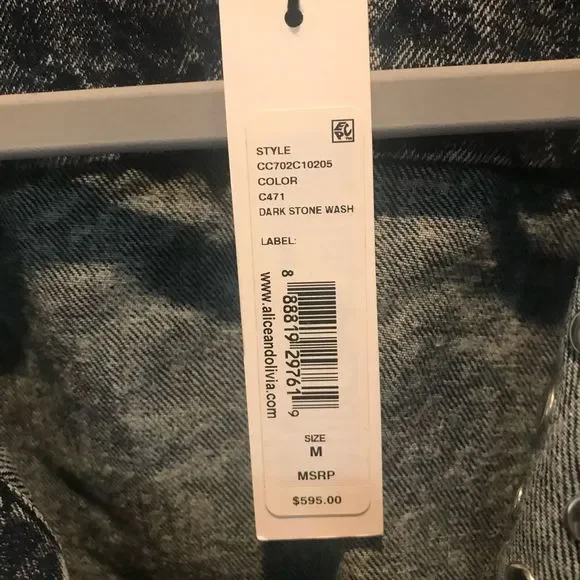 EPC
STYLE
CC702C10205
COLOR
C471
DARK STONE WASH
LABEL:
8 88819 29761 9
www.aliceandolivia.com
SIZE
M
MSRP
$595.00